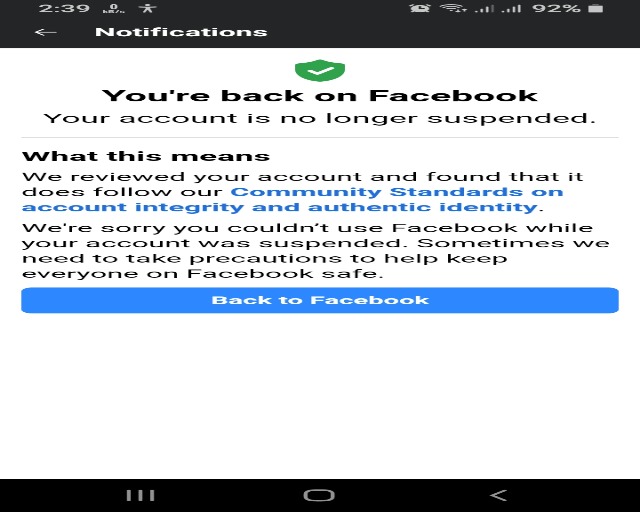 2:39 0 KB/s 92%
Notifications
You're back on Facebook
Your account is no longer suspended.
What this means
We reviewed your account and found that it
does follow our Community Standards on
account integrity and authentic identity.
We're sorry you couldn't use Facebook while
your account was suspended. Sometimes we
need to take precautions to help keep
everyone on Facebook safe.
Back to Facebook